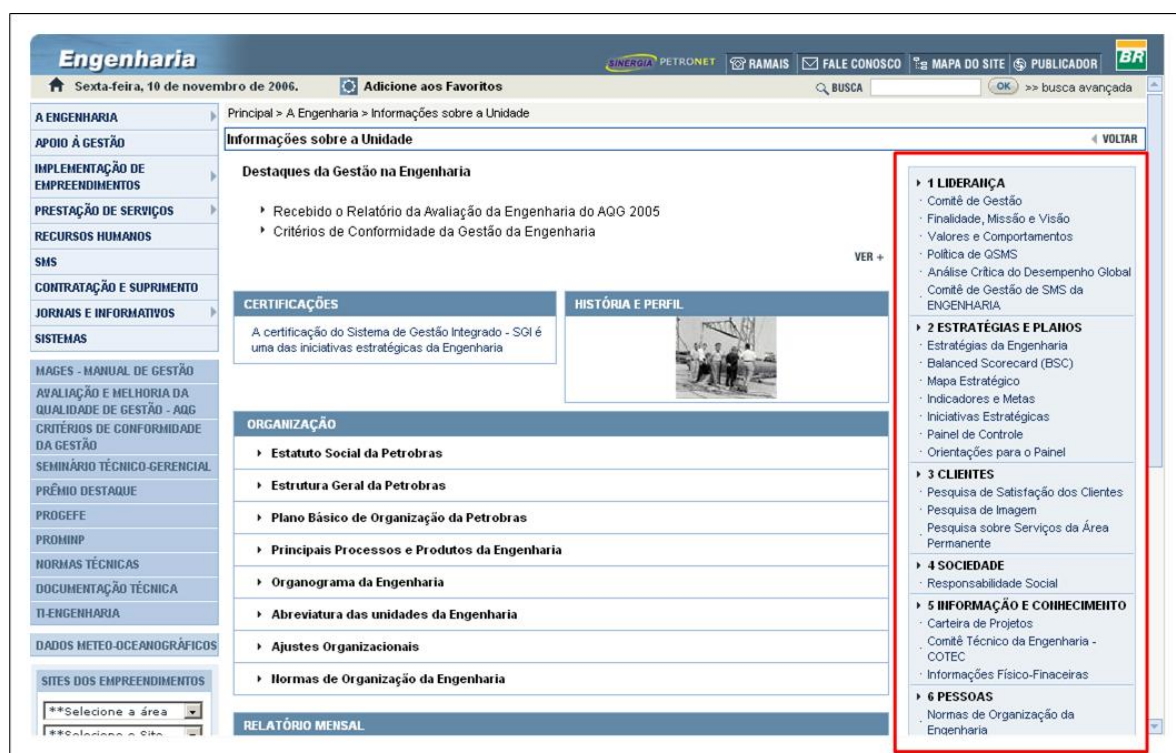 Engenharia
SINERGIA PETRONET RAMAIS FALE CONOSCO MAPA DO SITE PUBLICADOR BR
Sexta-feira, 10 de novembro de 2006. Adicione aos Favoritos BUSCA OK >> busca avançada
A ENGENHARIA
APOIO À GESTÃO
IMPLEMENTAÇÃO DE
EMPREENDIMENTOS
PRESTAÇÃO DE SERVIÇOS
RECURSOS HUMANOS
SMS
CONTRATAÇÃO E SUPRIMENTO
JORNAIS E INFORMATIVOS
SISTEMAS
MAGES - MANUAL DE GESTÃO
AVALIAÇÃO E MELHORIA DA
QUALIDADE DE GESTÃO - AQG
CRITÉRIOS DE CONFORMIDADE
DA GESTÃO
SEMINÁRIO TÉCNICO-GERENCIAL
PRÊMIO DESTAQUE
PROGEFE
PROMINP
NORMAS TÉCNICAS
DOCUMENTAÇÃO TÉCNICA
TI-ENGENHARIA
DADOS METEO-OCEANOGRÁFICOS
SITES DOS EMPREENDIMENTOS
**Selecione a área
**Selecione o Site
Principal > A Engenharia > Informações sobre a Unidade
Informações sobre a Unidade
VOLTAR
Destaques da Gestão na Engenharia
Recebido o Relatório da Avaliação da Engenharia do AQG 2005
Critérios de Conformidade da Gestão da Engenharia
VER +
CERTIFICAÇÕES
A certificação do Sistema de Gestão Integrado - SGI é
uma das iniciativas estratégicas da Engenharia
HISTÓRIA E PERFIL
ORGANIZAÇÃO
Estatuto Social da Petrobras
Estrutura Geral da Petrobras
Plano Básico de Organização da Petrobras
Principais Processos e Produtos da Engenharia
Organograma da Engenharia
Abreviatura das unidades da Engenharia
Ajustes Organizacionais
Normas de Organização da Engenharia
RELATÓRIO MENSAL
1 LIDERANÇA
· Comitê de Gestão
· Finalidade, Missão e Visão
· Valores e Comportamentos
· Política de QSMS
· Análise Crítica do Desempenho Global
· Comitê de Gestão de SMS da
ENGENHARIA
2 ESTRATÉGIAS E PLANOS
· Estratégias da Engenharia
· Balanced Scorecard (BSC)
· Mapa Estratégico
· Indicadores e Metas
· Iniciativas Estratégicas
· Painel de Controle
· Orientações para o Painel
3 CLIENTES
· Pesquisa de Satisfação dos Clientes
· Pesquisa de Imagem
· Pesquisa sobre Serviços da Área
Permanente
4 SOCIEDADE
· Responsabilidade Social
5 INFORMAÇÃO E CONHECIMENTO
· Carteira de Projetos
· Comitê Técnico da Engenharia -
COTEC
· Informações Físico-Finaceiras
6 PESSOAS
· Normas de Organização da
Engenharia